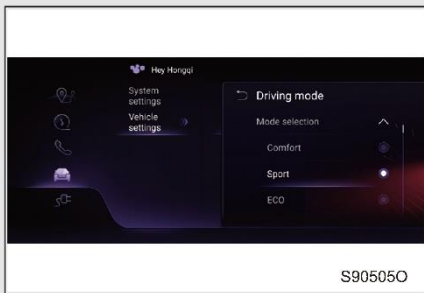 Hey Hongqi
System
settings
Vehicle
settings
Driving mode
Mode selection
Comfort
Sport
ECO
S90505O